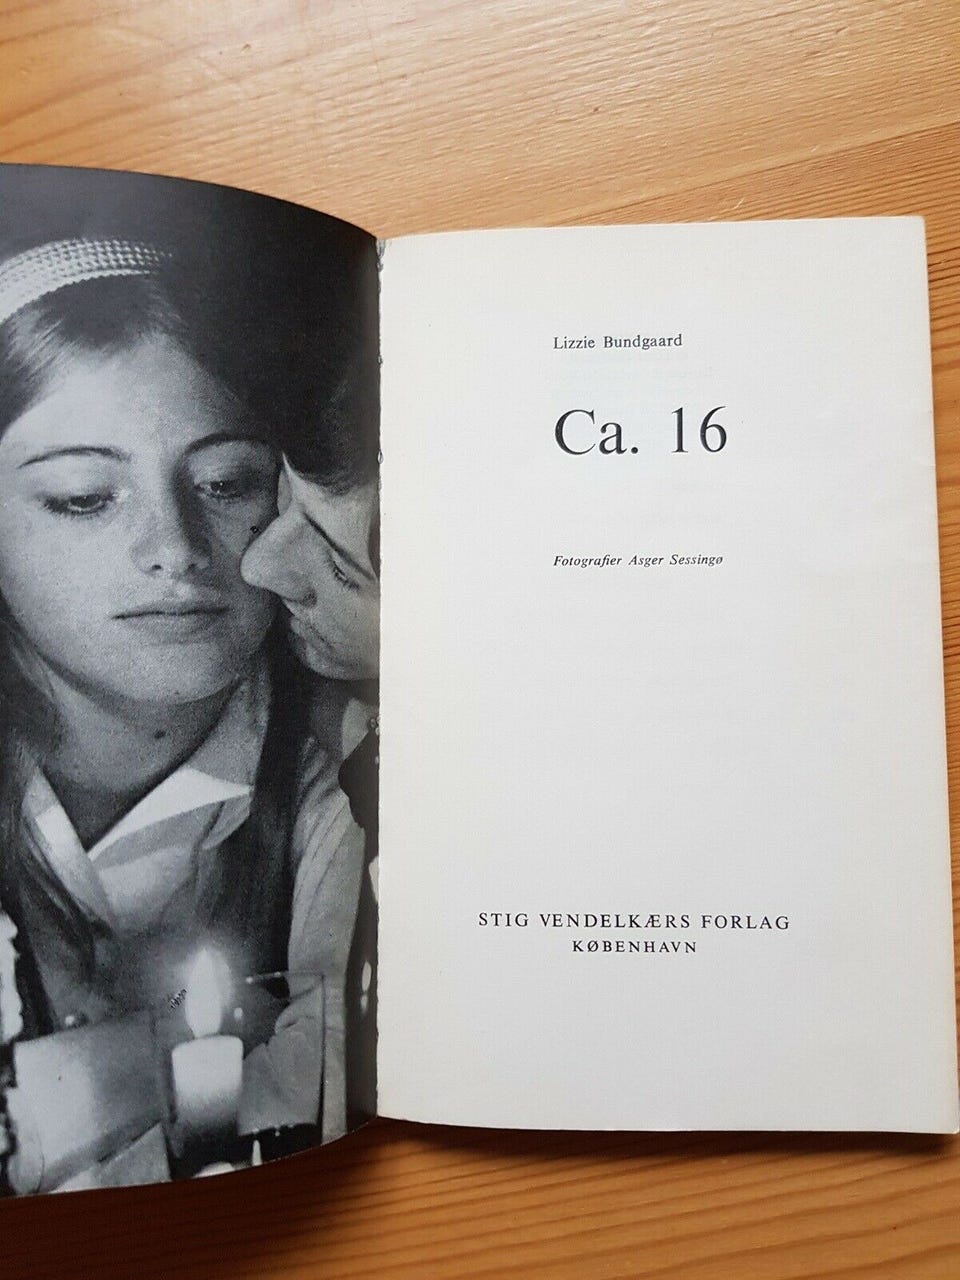 Lizzie Bundgaard
Ca. 16
Fotografier Asger Sessingø
STIG VENDELKÆRS FORLAG
KØBENHAVN